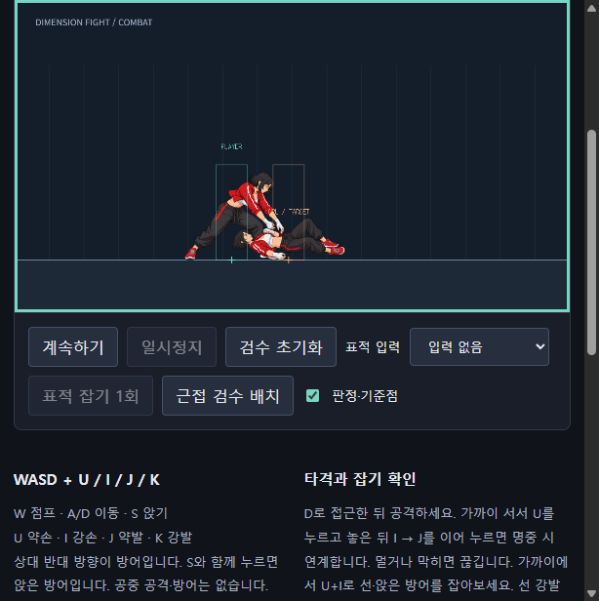 DIMENSION FIGHT / COMBAT
PLAYER
/ TARGET
계속하기 일시정지 검수 초기화 표적 입력 입력 없음
표적 잡기 1회 근접 검수 배치 판정·기준점
WASD + U / I / J / K
W 점프 · A/D 이동 · S 앉기
U 약손 · I 강손 · J 약발 · K 강발
상대 반대 방향이 방어입니다. S와 함께 누르면
앉은 방어입니다. 공중 공격·방어는 없습니다.
타격과 잡기 확인
D로 접근한 뒤 공격하세요. 가까이 서서 U를
누르고 놓은 뒤 I → J를 이어 누르면 명중 시
연계합니다. 멀거나 막히면 끊깁니다. 가까이에
서 U+I로 선·앉은 방어를 잡아보세요. 선 강발